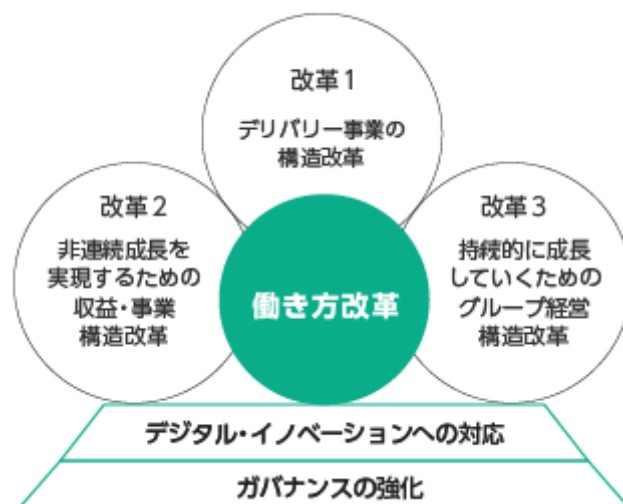 改革1
デリバリー事業の
構造改革
改革2
非連続成長を
実現するための
収益・事業
構造改革
働き方改革
改革3
持続的に成長
していくための
グループ経営
構造改革
デジタル・イノベーションへの対応
ガバナンスの強化